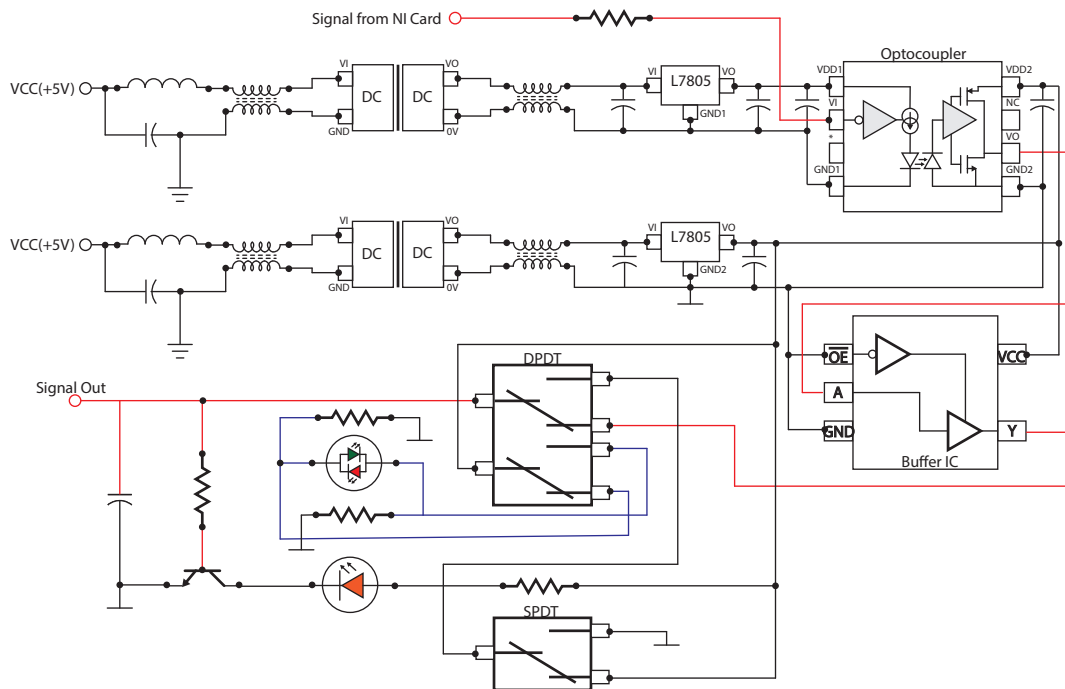 Signal from NI Card
Optocoupler
VCC(+5V)
VI
DC
GND
DC
VO
0V
VI
L7805
VO
GND1
VDD1
VI
*
GND1
VDD2
NC
VO
GND2
VCC(+5V)
VI
DC
GND
DC
VO
0V
VI
L7805
VO
GND2
OE
A
GND
VCC
Y
Buffer IC
DPDT
Signal Out
SPDT